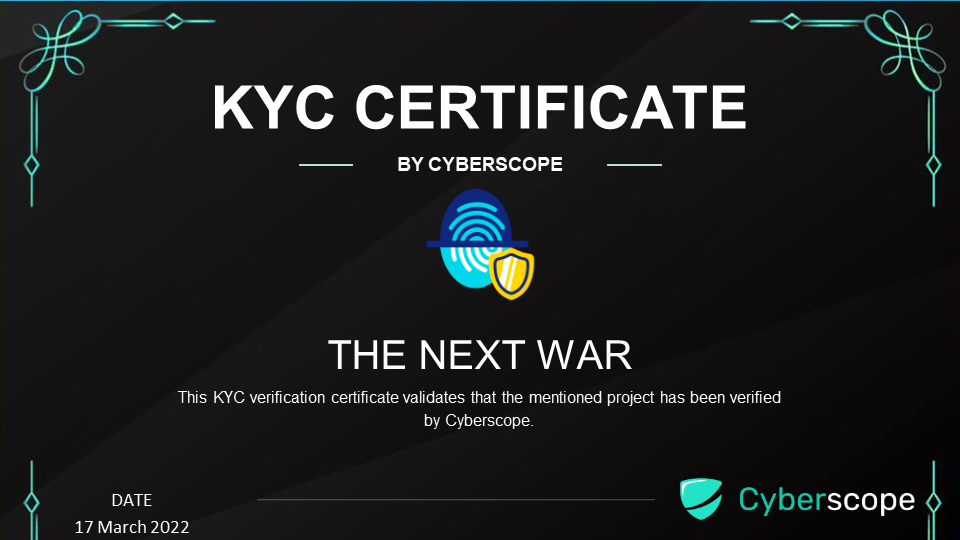 KYC CERTIFICATE
BY CYBERSCOPE
THE NEXT WAR
This KYC verification certificate validates that the mentioned project has been verified
by Cyberscope.
DATE
17 March 2022
Cyberscope